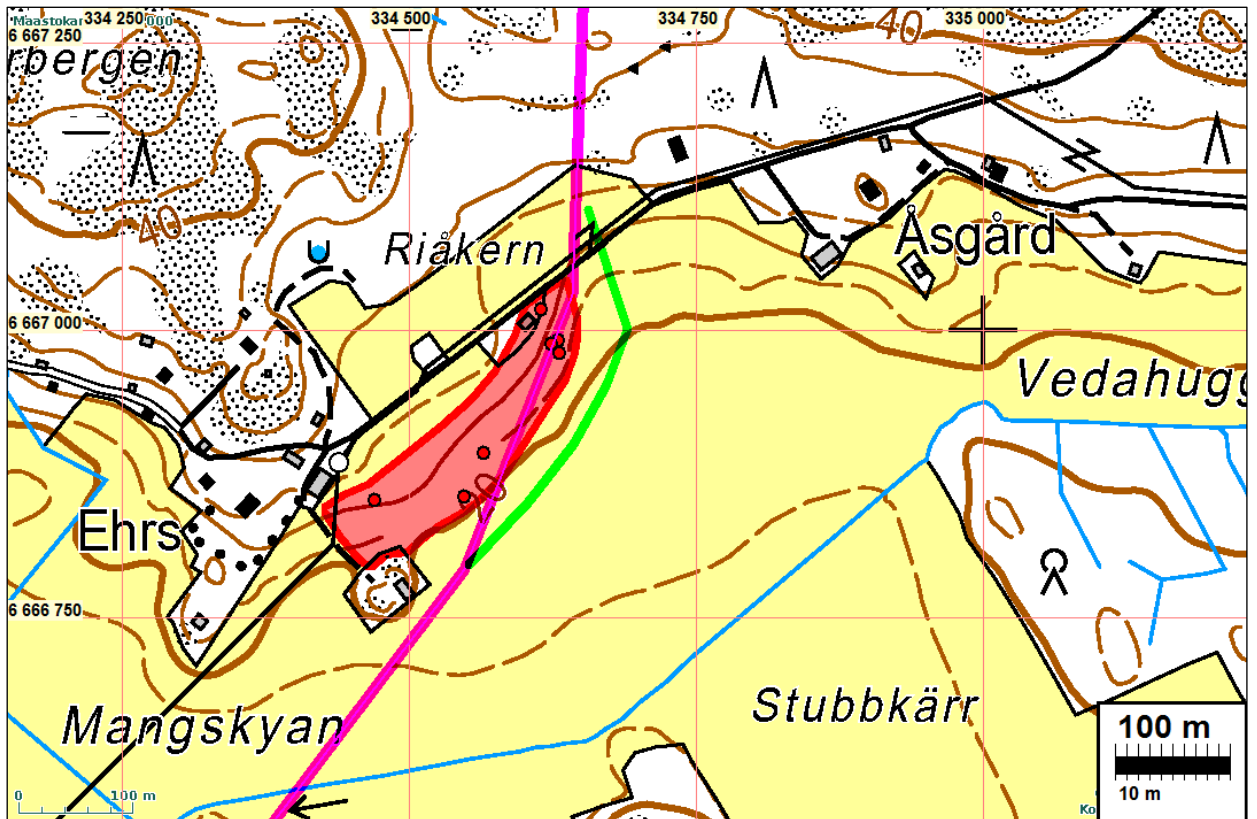 Maastokar 000
334 250
334 500
334 750
335 000
6 667 250
rbergen
40
40
Riåkern
Åsgård
6 667 000
Vedahugg
Ehrs
6 666 750
Stubbkärr
Mangskyan
100 m
10 m
0 100 m
Ko